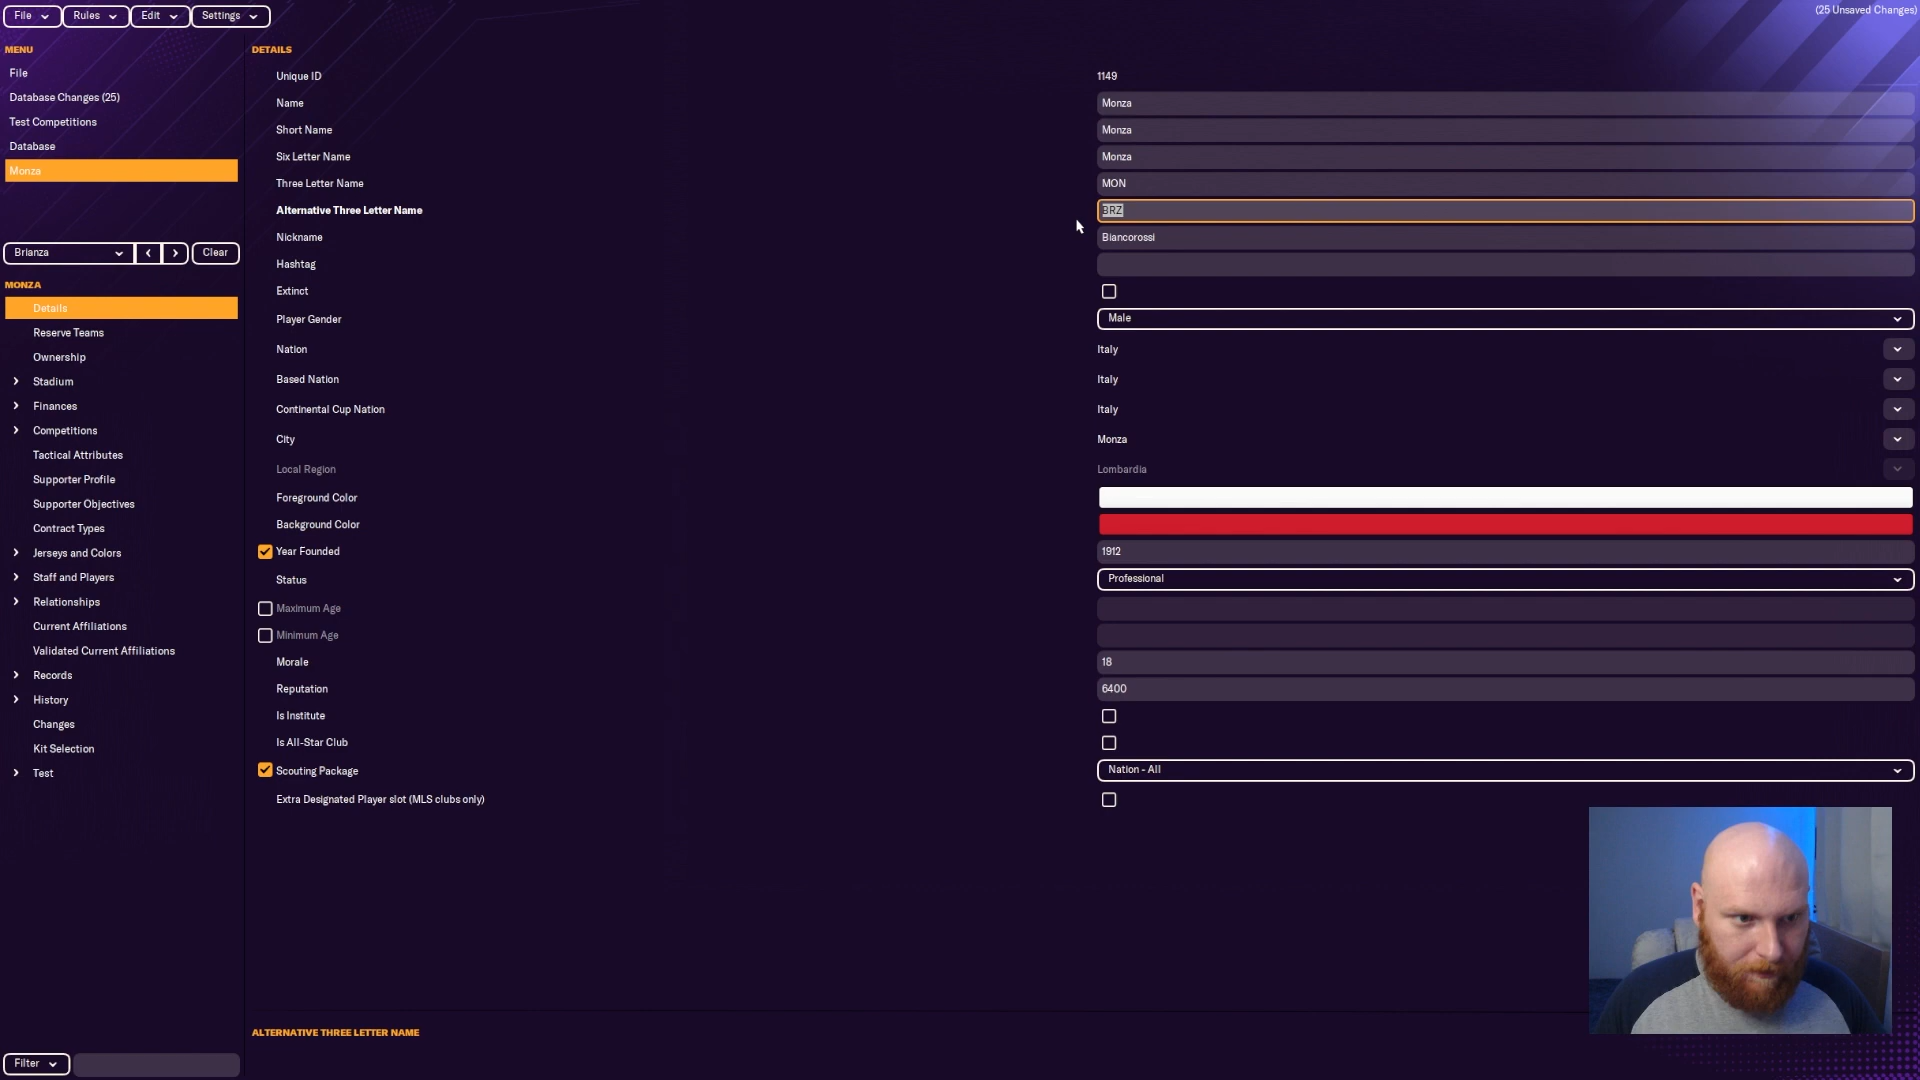 File
Rules
Edit
Settings
(25 Unsaved Changes)
MENU
File
Database Changes (25)
Test Competitions
Database
Monza
Brianza
Clear
MONZA
Details
Reserve Teams
Ownership
Stadium
Finances
Competitions
Tactical Attributes
Supporter Profile
Supporter Objectives
Contract Types
Jerseys and Colors
Staff and Players
Relationships
Current Affiliations
Validated Current Affiliations
Records
History
Changes
Kit Selection
Test
Filter
DETAILS
Unique ID 1149
Name Monza
Short Name Monza
Six Letter Name Monza
Three Letter Name MON
Alternative Three Letter Name BRZ
Nickname Biancorossi
Hashtag
Extinct
Player Gender Male
Nation Italy
Based Nation Italy
Continental Cup Nation Italy
City Monza
Local Region Lombardia
Foreground Color
Background Color
Year Founded 1912
Status Professional
Maximum Age
Minimum Age
Morale 18
Reputation 6400
Is Institute
Is All-Star Club
Scouting Package Nation - All
Extra Designated Player slot (MLS clubs only)
ALTERNATIVE THREE LETTER NAME